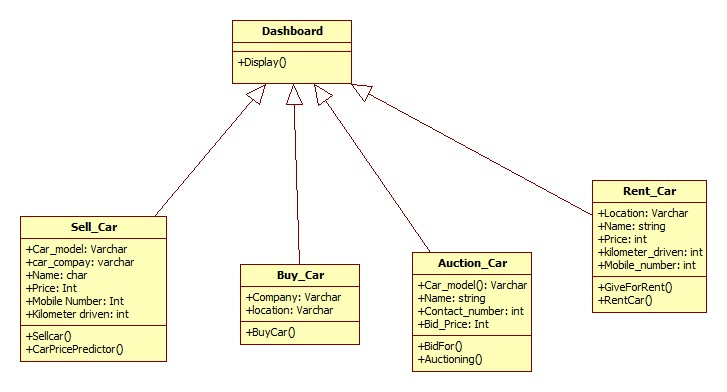 Dashboard
+Display()
Sell_Car
+Car_model: Varchar
+car_compay: varchar
+Name: char
+Price: Int
+Mobile Number: Int
+Kilometer driven: int
+Sellcar()
+CarPricePredictor()
Buy_Car
+Company: Varchar
+location: Varchar
+BuyCar()
Auction_Car
+Car_model(): Varchar
+Name: string
+Contact_number: int
+Bid_Price: Int
+BidFor()
+Auctioning()
Rent_Car
+Location: Varchar
+Name: string
+Price: int
+kilometer_driven: int
+Mobile_number: int
+GiveForRent()
+RentCar()